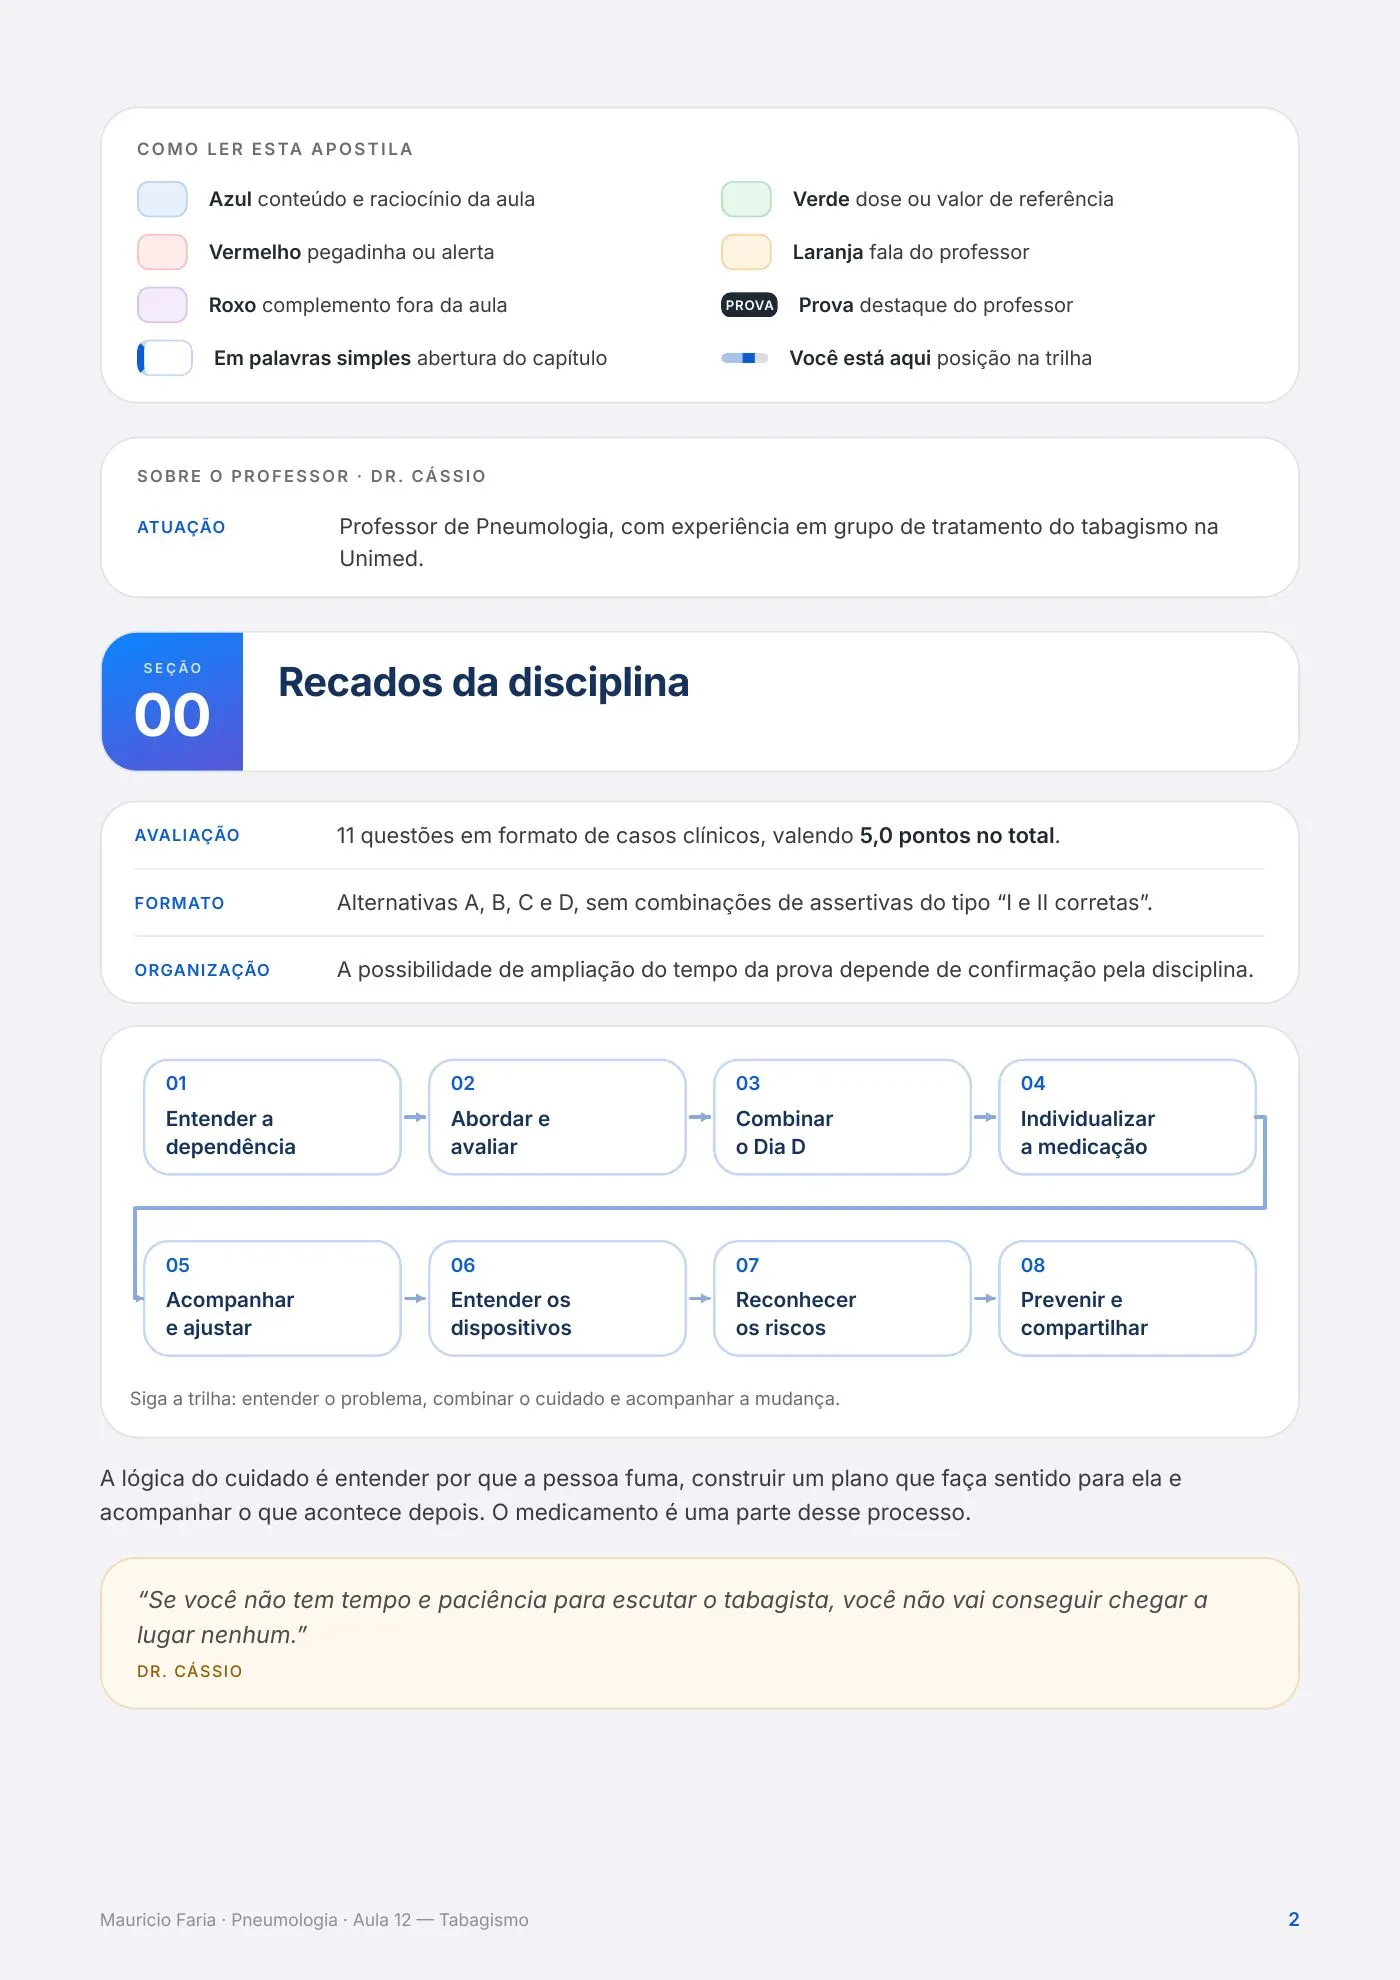 COMO LER ESTA APOSTILA
Azul conteúdo e raciocínio da aula
Verde dose ou valor de referência
Vermelho pegadinha ou alerta
Laranja fala do professor
Roxo complemento fora da aula
PROVA Prova destaque do professor
Em palavras simples abertura do capítulo
Você está aqui posição na trilha
SOBRE O PROFESSOR · DR. CÁSSIO
ATUAÇÃO
Professor de Pneumologia, com experiência em grupo de tratamento do tabagismo na
Unimed.
SEÇÃO
00
Recados da disciplina
AVALIAÇÃO
11 questões em formato de casos clínicos, valendo 5,0 pontos no total.
FORMATO
Alternativas A, B, C e D, sem combinações de assertivas do tipo “I e II corretas”.
ORGANIZAÇÃO
A possibilidade de ampliação do tempo da prova depende de confirmação pela disciplina.
01
Entender a
dependência
02
Abordar e
avaliar
03
Combinar
o Dia D
04
Individualizar
a medicação
05
Acompanhar
e ajustar
06
Entender os
dispositivos
07
Reconhecer
os riscos
08
Prevenir e
compartilhar
Siga a trilha: entender o problema, combinar o cuidado e acompanhar a mudança.
A lógica do cuidado é entender por que a pessoa fuma, construir um plano que faça sentido para ela e
acompanhar o que acontece depois. O medicamento é uma parte desse processo.
“Se você não tem tempo e paciência para escutar o tabagista, você não vai conseguir chegar a
lugar nenhum.”
DR. CÁSSIO
Mauricio Faria · Pneumologia · Aula 12 — Tabagismo
2